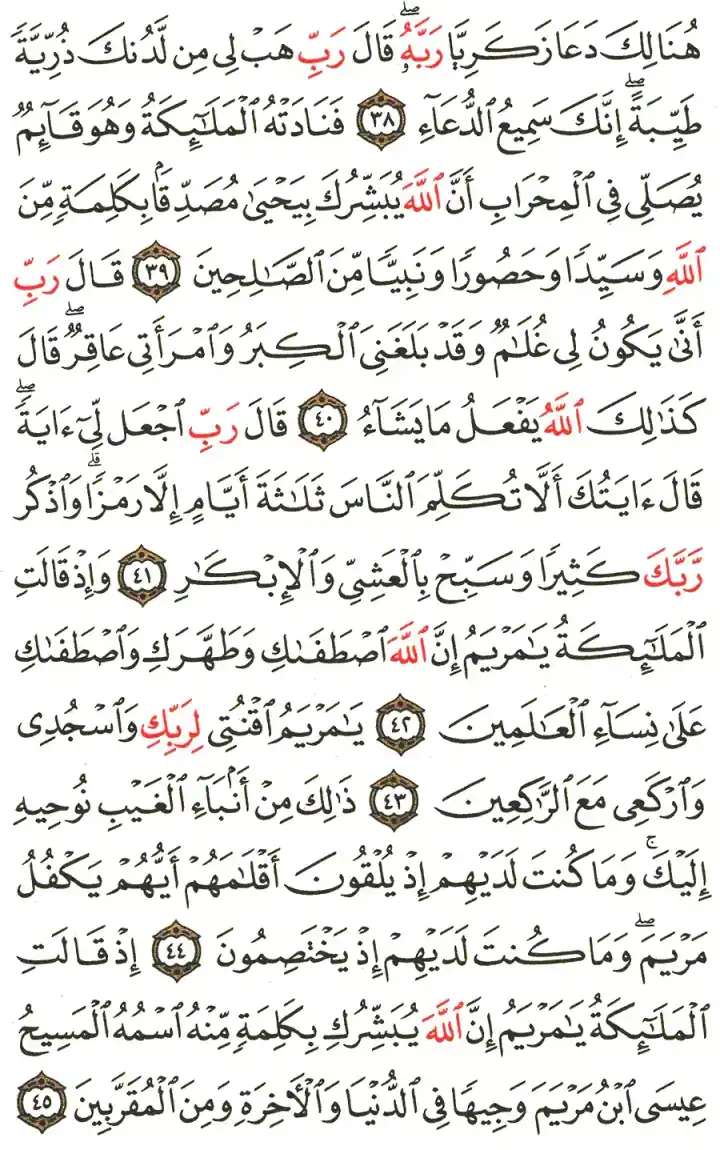 هُنَالِكَ دَعَا زَكَرِيَّا رَبَّهُۥۖ قَالَ رَبِّ هَبْ لِى مِن لَّدُنكَ ذُرِّيَّةً
طَيِّبَةًۖ إِنَّكَ سَمِيعُ ٱلدُّعَآءِ ٣٨ فَنَادَتْهُ ٱلْمَلَٰٓئِكَةُ وَهُوَ قَآئِمٌ
يُصَلِّى فِى ٱلْمِحْرَابِ أَنَّ ٱللَّهَ يُبَشِّرُكَ بِيَحْيَىٰ مُصَدِّقًۢا بِكَلِمَةٍ مِّنَ
ٱللَّهِ وَسَيِّدًا وَحَصُورًا وَنَبِيًّا مِّنَ ٱلصَّٰلِحِينَ ٣٩ قَالَ رَبِّ
أَنَّىٰ يَكُونُ لِى غُلَٰمٌ وَقَدْ بَلَغَنِىَ ٱلْكِبَرُ وَٱمْرَأَتِى عَاقِرٌۖ قَالَ
كَذَٰلِكَ ٱللَّهُ يَفْعَلُ مَا يَشَآءُ ٤٠ قَالَ رَبِّ ٱجْعَل لِّىٓ ءَايَةًۖ
قَالَ ءَايَتُكَ أَلَّا تُكَلِّمَ ٱلنَّاسَ ثَلَٰثَةَ أَيَّامٍ إِلَّا رَمْزًاۗ وَٱذْكُر
رَّبَّكَ كَثِيرًا وَسَبِّحْ بِٱلْعَشِىِّ وَٱلْإِبْكَٰرِ ٤١ وَإِذْ قَالَتِ
ٱلْمَلَٰٓئِكَةُ يَٰمَرْيَمُ إِنَّ ٱللَّهَ ٱصْطَفَىٰكِ وَطَهَّرَكِ وَٱصْطَفَىٰكِ
عَلَىٰ نِسَآءِ ٱلْعَٰلَمِينَ ٤٢ يَٰمَرْيَمُ ٱقْنُتِى لِرَبِّكِ وَٱسْجُدِى
وَٱرْكَعِى مَعَ ٱلرَّٰكِعِينَ ٤٣ ذَٰلِكَ مِنْ أَنۢبَآءِ ٱلْغَيْبِ نُوحِيهِ
إِلَيْكَۚ وَمَا كُنتَ لَدَيْهِمْ إِذْ يُلْقُونَ أَقْلَٰمَهُمْ أَيُّهُمْ يَكْفُلُ
مَرْيَمَۖ وَمَا كُنتَ لَدَيْهِمْ إِذْ يَخْتَصِمُونَ ٤٤ إِذْ قَالَتِ
ٱلْمَلَٰٓئِكَةُ يَٰمَرْيَمُ إِنَّ ٱللَّهَ يُبَشِّرُكِ بِكَلِمَةٍ مِّنْهُ ٱسْمُهُ ٱلْمَسِيحُ
عِيسَى ٱبْنُ مَرْيَمَ وَجِيهًا فِى ٱلدُّنْيَا وَٱلْءَاخِرَةِ وَمِنَ ٱلْمُقَرَّبِينَ ٤٥